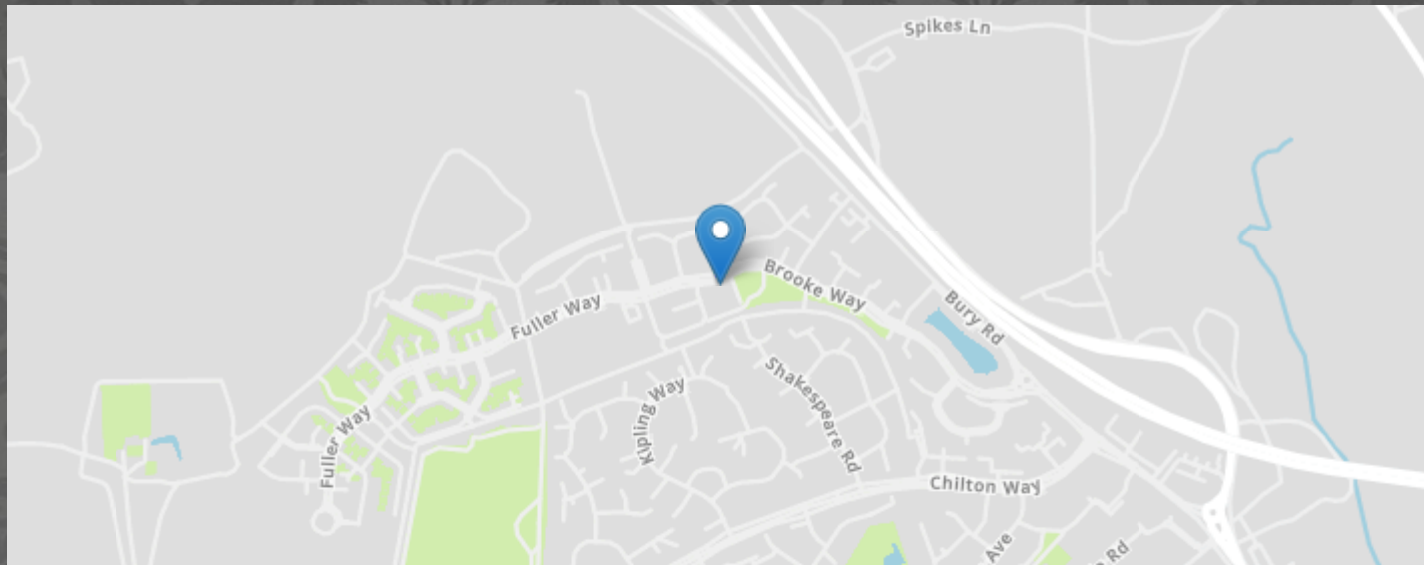 Spikes Ln
Brooke Way
Fuller Way
Bury Rd
Shakespeare Rd
Kipling Way
Fuller Way
Chilton Way
Ave
Rd